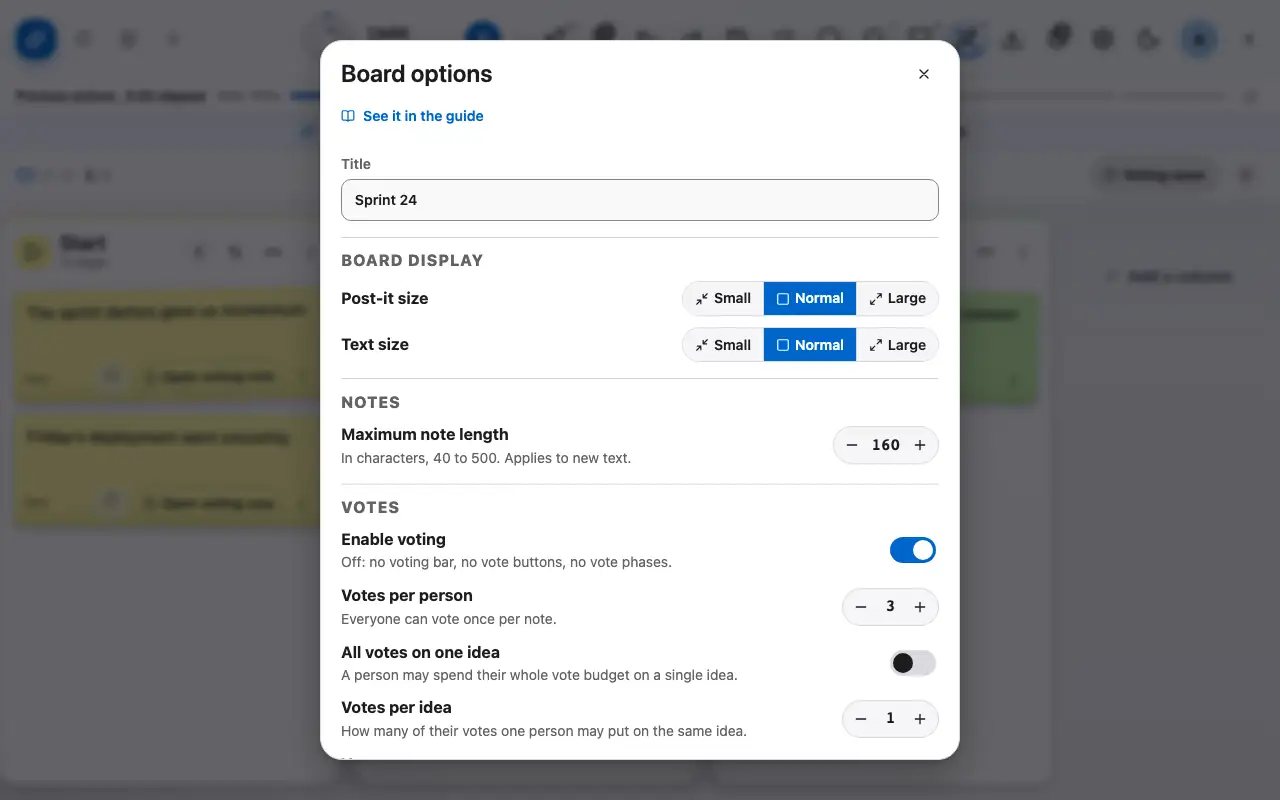 Board options
See it in the guide
Title
Sprint 24
BOARD DISPLAY
Post-it size
Small
Normal
Large
Text size
Small
Normal
Large
NOTES
Maximum note length
160
In characters, 40 to 500. Applies to new text.
VOTES
Enable voting
Off: no voting bar, no vote buttons, no vote phases.
Votes per person
3
Everyone can vote once per note.
All votes on one idea
A person may spend their whole vote budget on a single idea.
Votes per idea
1
How many of their votes one person may put on the same idea.
Start
Add a column